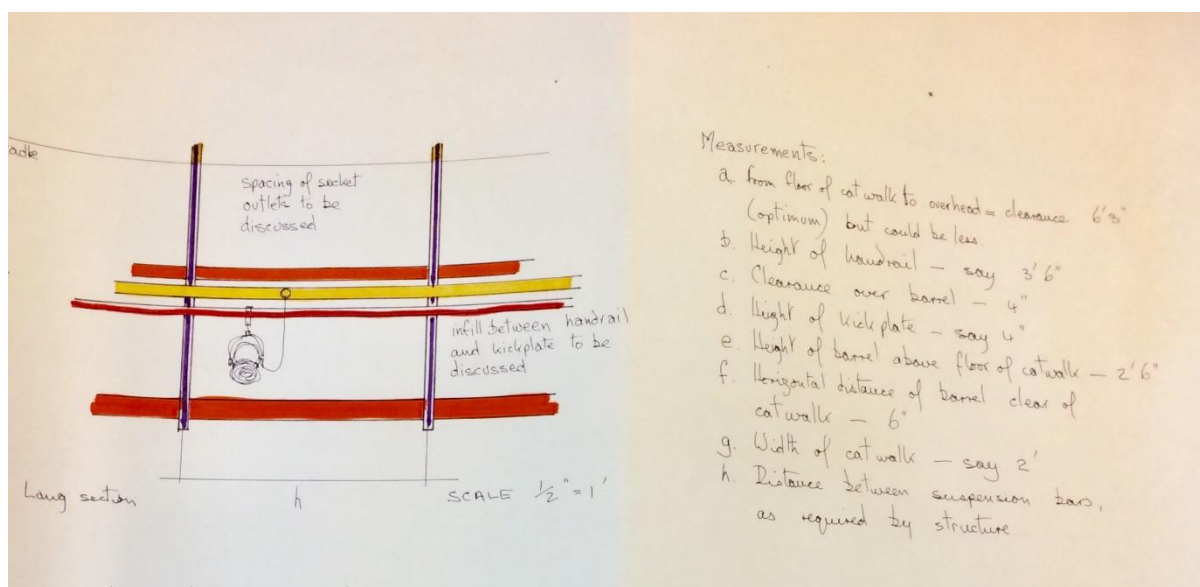 adle
spacing of socket
outlets to be
discussed
infill between handrail
and kickplate to be
discussed
Long section
h
SCALE 1/2" = 1'
Measurements:
a. from floor of catwalk to overhead = clearance 6'3"
(optimum) but could be less.
b. Height of handrail – say 3'6"
c. Clearance over barrel – 4"
d. Height of kickplate – say 4"
e. Height of barrel above floor of catwalk – 2'6"
f. Horizontal distance of barrel clear of
catwalk – 6"
g. Width of catwalk – say 2'
h. Distance between suspension bars,
as required by structure